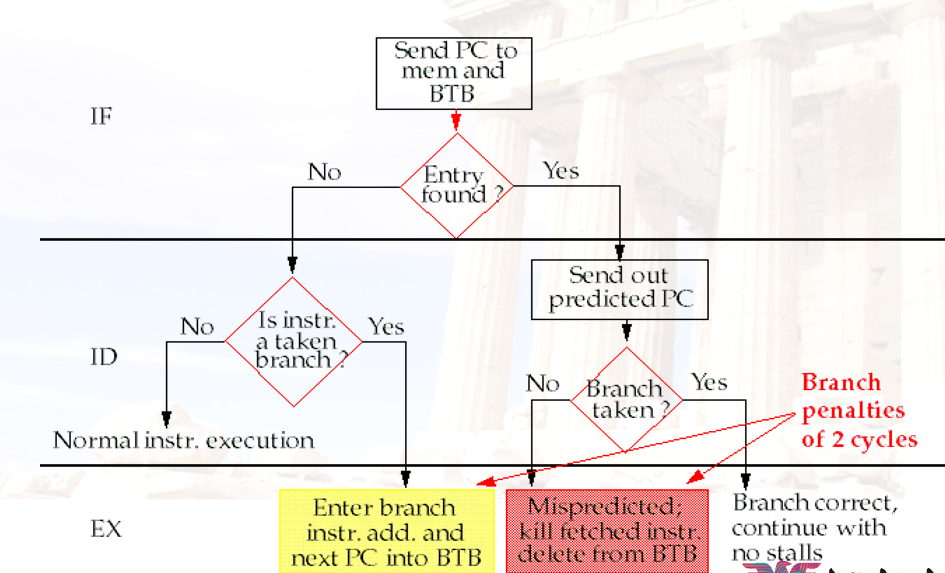 Send PC to
mem and
BTB
IF
No
Entry
found ?
Yes
Send out
predicted PC
No
Is instr.
a taken
branch ?
Yes
ID
No
Branch
taken ?
Yes
Branch
penalties
of 2 cycles
Normal instr. execution
EX
Enter branch
instr. add. and
next PC into BTB
Mispredicted;
kill fetched instr.
delete from BTB
Branch correct,
continue with
no stalls